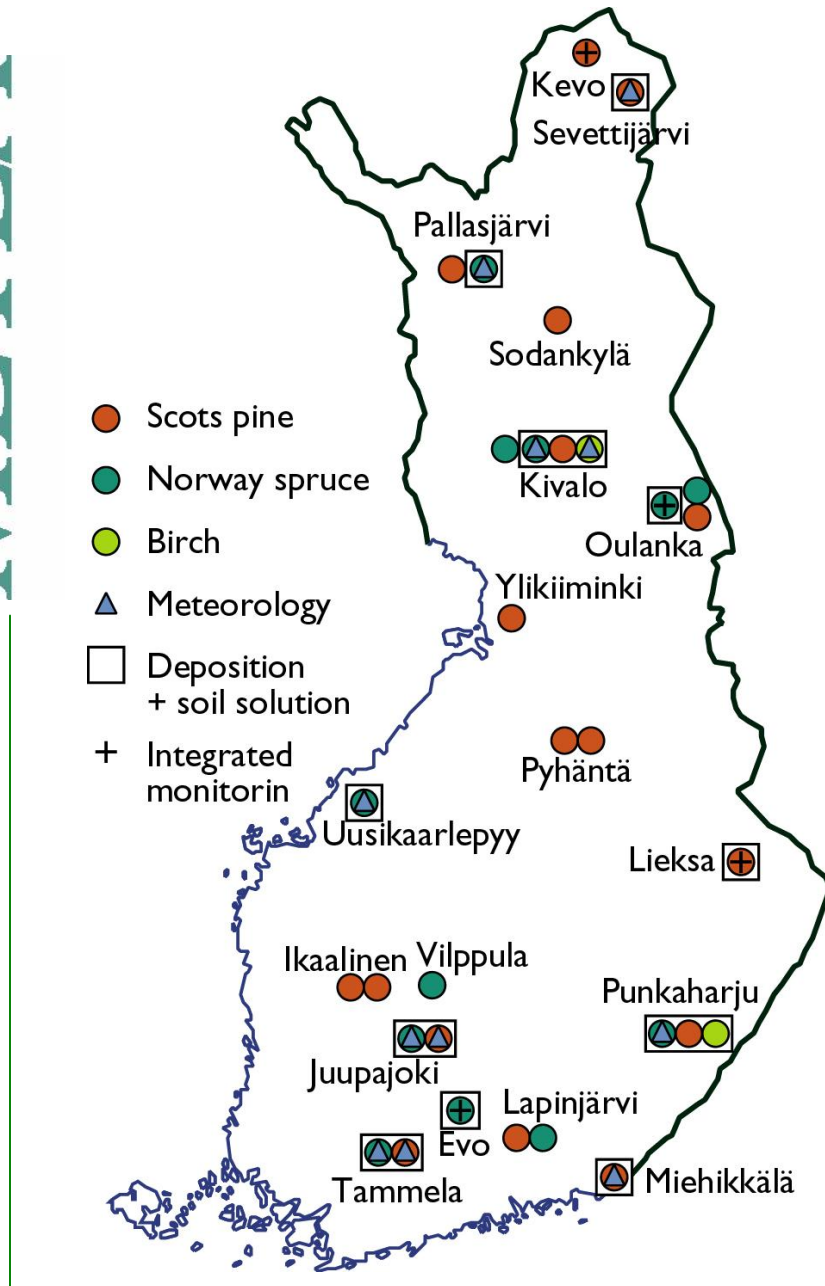 Kevo
Sevettijärvi
Pallasjärvi
Sodankylä
Scots pine
Norway spruce
Birch
Meteorology
Deposition
+ soil solution
+ Integrated
monitorin
Kivalo
Oulanka
Ylikiiminki
Pyhäntä
Uusikaarlepyy
Lieksa
Ikaalinen
Vilppula
Punkaharju
Juupajoki
Lapinjärvi
Evo
Tammela
Miehikkälä